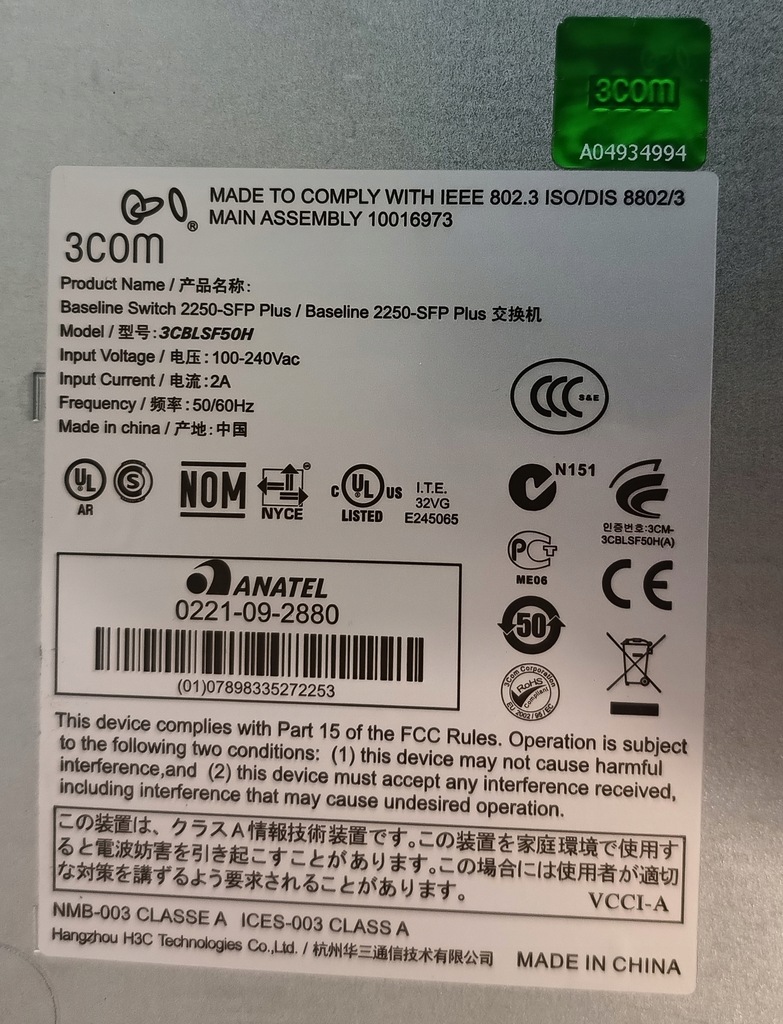 3com
A04934994
MADE TO COMPLY WITH IEEE 802.3 ISO/DIS 8802/3
MAIN ASSEMBLY 10016973
®
3com
Product Name / 产品名称:
Baseline Switch 2250-SFP Plus / Baseline 2250-SFP Plus 交换机
Model / 型号: 3CBLSF50H
Input Voltage / 电压: 100-240Vac
Input Current / 电流: 2A
Frequency / 频率: 50/60Hz
Made in china / 产地: 中国
CCC S&E
UL AR
S
NOM
NYCE
C UL US LISTED
I.T.E.
32VG
E245065
N151
인증번호:3CM-
3CBLSF50H(A)
PCT
ME06
CE
50
3Com Corporation
RoHS
Compliant
EU 2002/95/EC
ANATEL
0221-09-2880
(01)07898335272253
This device complies with Part 15 of the FCC Rules. Operation is subject
to the following two conditions: (1) this device may not cause harmful
interference,and (2) this device must accept any interference received,
including interference that may cause undesired operation.
この装置は、クラスA情報技術装置です。この装置を家庭環境で使用す
ると電波妨害を引き起こすことがあります。この場合には使用者が適切
な対策を講ずるよう要求されることがあります。
VCCI-A
NMB-003 CLASSE A ICES-003 CLASS A
Hangzhou H3C Technologies Co.,Ltd. / 杭州华三通信技术有限公司
MADE IN CHINA